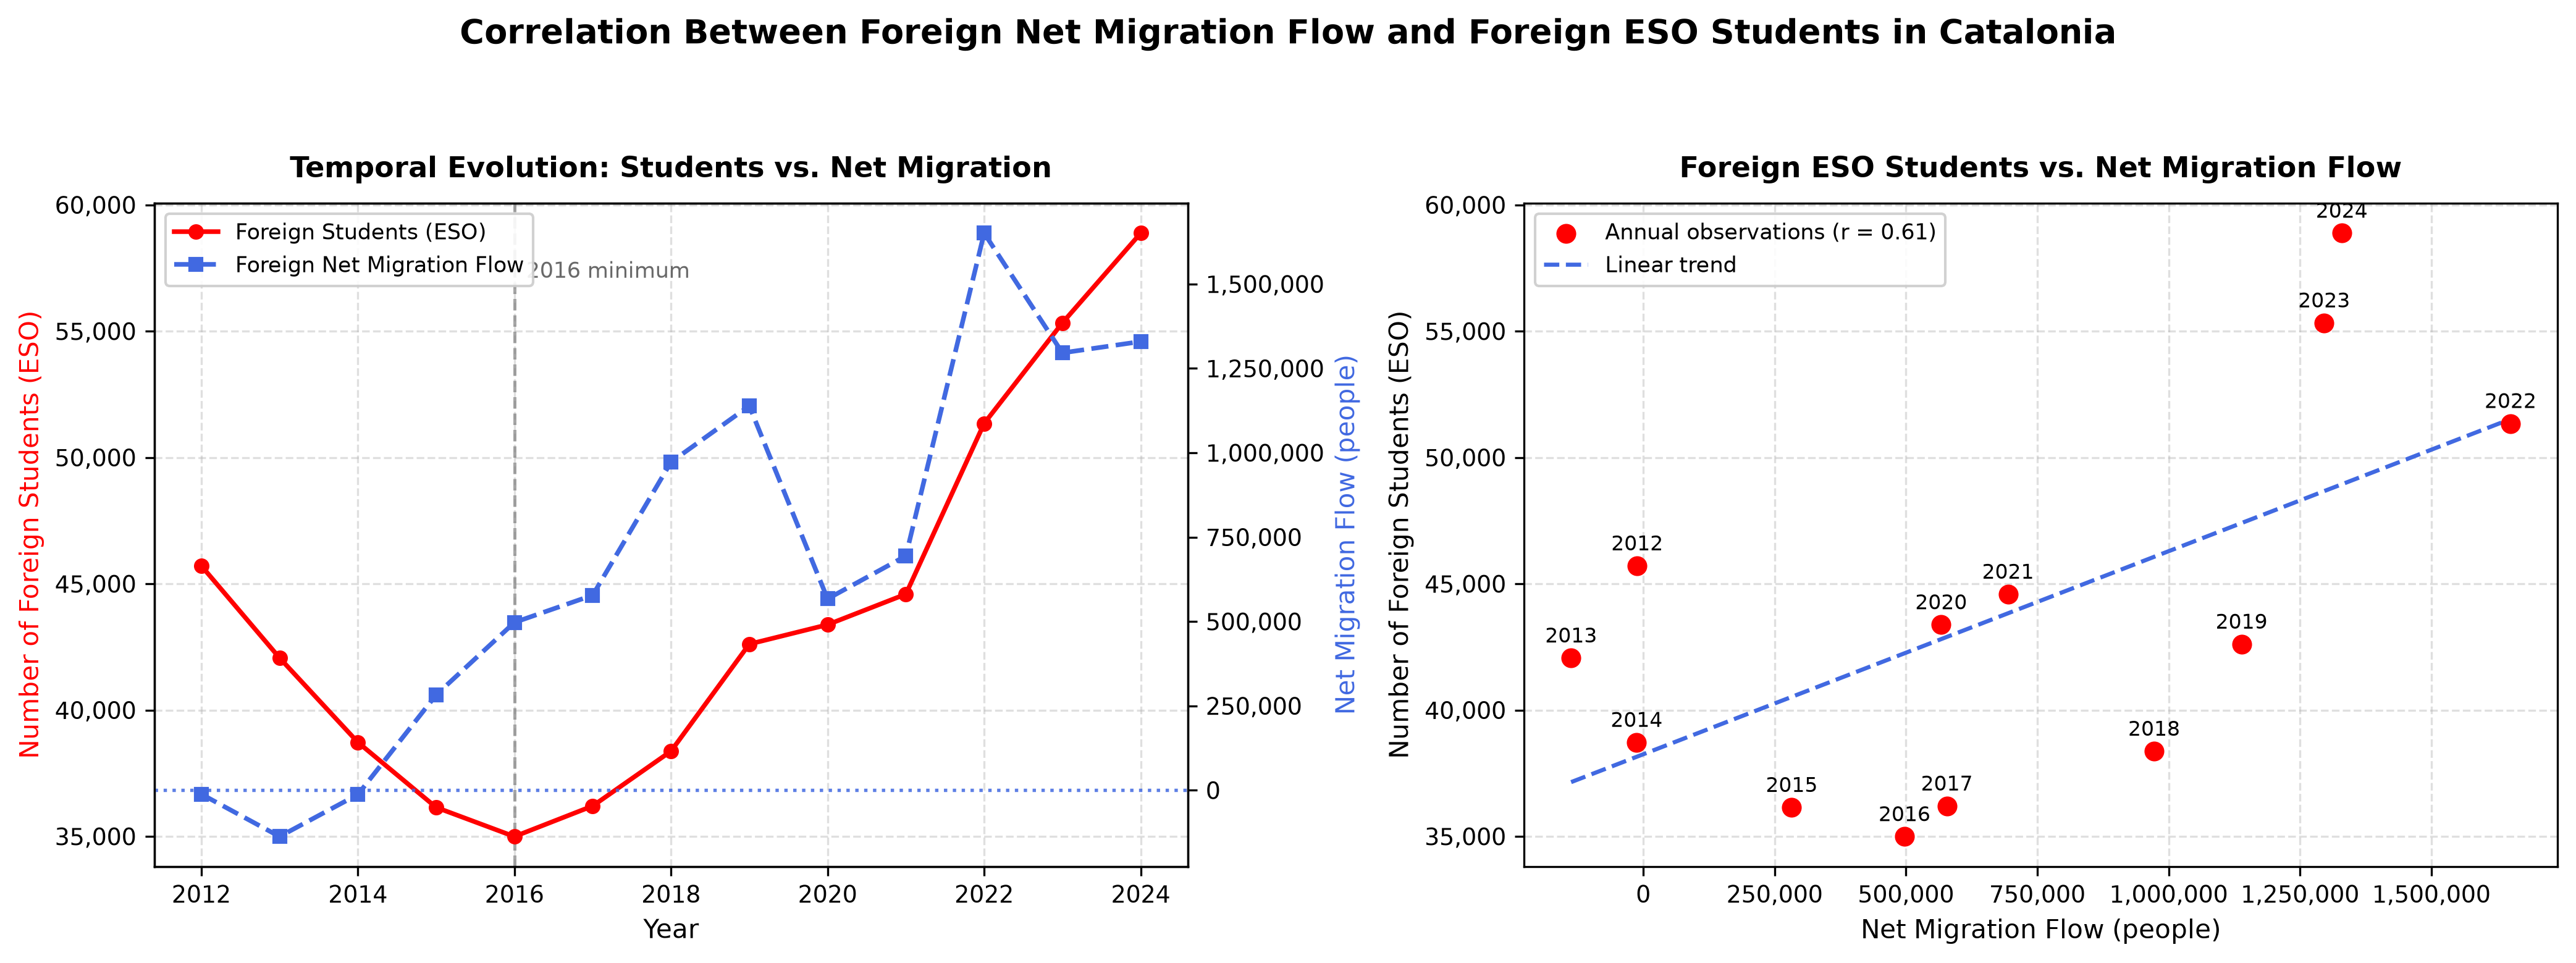 Correlation Between Foreign Net Migration Flow and Foreign ESO Students in Catalonia
Temporal Evolution: Students vs. Net Migration
Number of Foreign Students (ESO)
60,000
55,000
50,000
45,000
40,000
35,000
Foreign Students (ESO)
Foreign Net Migration Flow
2016 minimum
1,500,000
1,250,000
1,000,000
750,000
500,000
250,000
0
Net Migration Flow (people)
2012 2014 2016 2018 2020 2022 2024
Year
Foreign ESO Students vs. Net Migration Flow
Number of Foreign Students (ESO)
60,000
55,000
50,000
45,000
40,000
35,000
Annual observations (r = 0.61)
Linear trend
2024
2023
2022
2012
2021
2020
2019
2013
2014
2018
2017
2015
2016
0 250,000 500,000 750,000 1,000,000 1,250,000 1,500,000
Net Migration Flow (people)